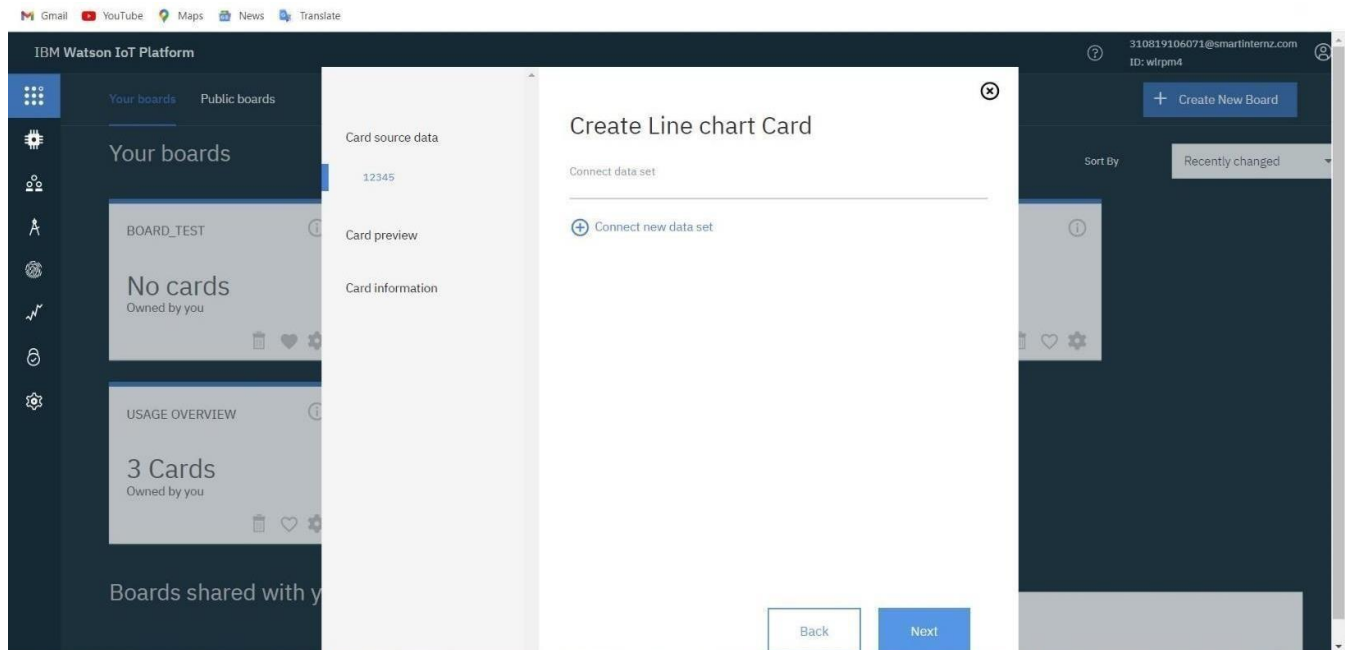 Gmail YouTube Maps News Translate
IBM Watson IoT Platform
310819106071@smartinternz.com
ID: wlrpm4
Your boards Public boards
Create New Board
Your boards
Sort By Recently changed
BOARD_TEST
No cards
Owned by you
USAGE OVERVIEW
3 Cards
Owned by you
Boards shared with y
Card source data
12345
Card preview
Card information
Create Line chart Card
Connect data set
Connect new data set
Back Next